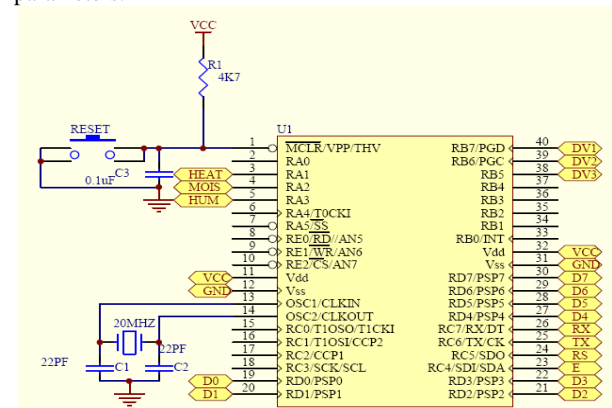 parameters.
VCC
R1
4K7
RESET
C3
0.1uF
U1
HEAT
MOIS
HUM
VCC
GND
20MHZ
22PF
22PF
C1
C2
D0
D1
1 MCLR/VPP/THV
2 RA0
3 RA1
4 RA2
5 RA3
6 RA4/T0CKI
7 RA5/SS
8 RE0/RD//AN5
9 RE1/WR/AN6
10 RE2/CS/AN7
11 Vdd
12 Vss
13 OSC1/CLKIN
14 OSC2/CLKOUT
15 RC0/T1OSO/T1CKI
16 RC1/T1OSI/CCP2
17 RC2/CCP1
18 RC3/SCK/SCL
19 RD0/PSP0
20 RD1/PSP1
RB7/PGD 40 DV1
RB6/PGC 39 DV2
RB5 38 DV3
RB4 37
RB3 36
RB2 35
RB1 34
RB0/INT 33
Vdd 32 VCC
Vss 31 GND
RD7/PSP7 30 D7
RD6/PSP6 29 D6
RD5/PSP5 28 D5
RD4/PSP4 27 D4
RC7/RX/DT 26 RX
RC6/TX/CK 25 TX
RC5/SDO 24 RS
RC4/SDI/SDA 23 E
RD3/PSP3 22 D3
RD2/PSP2 21 D2